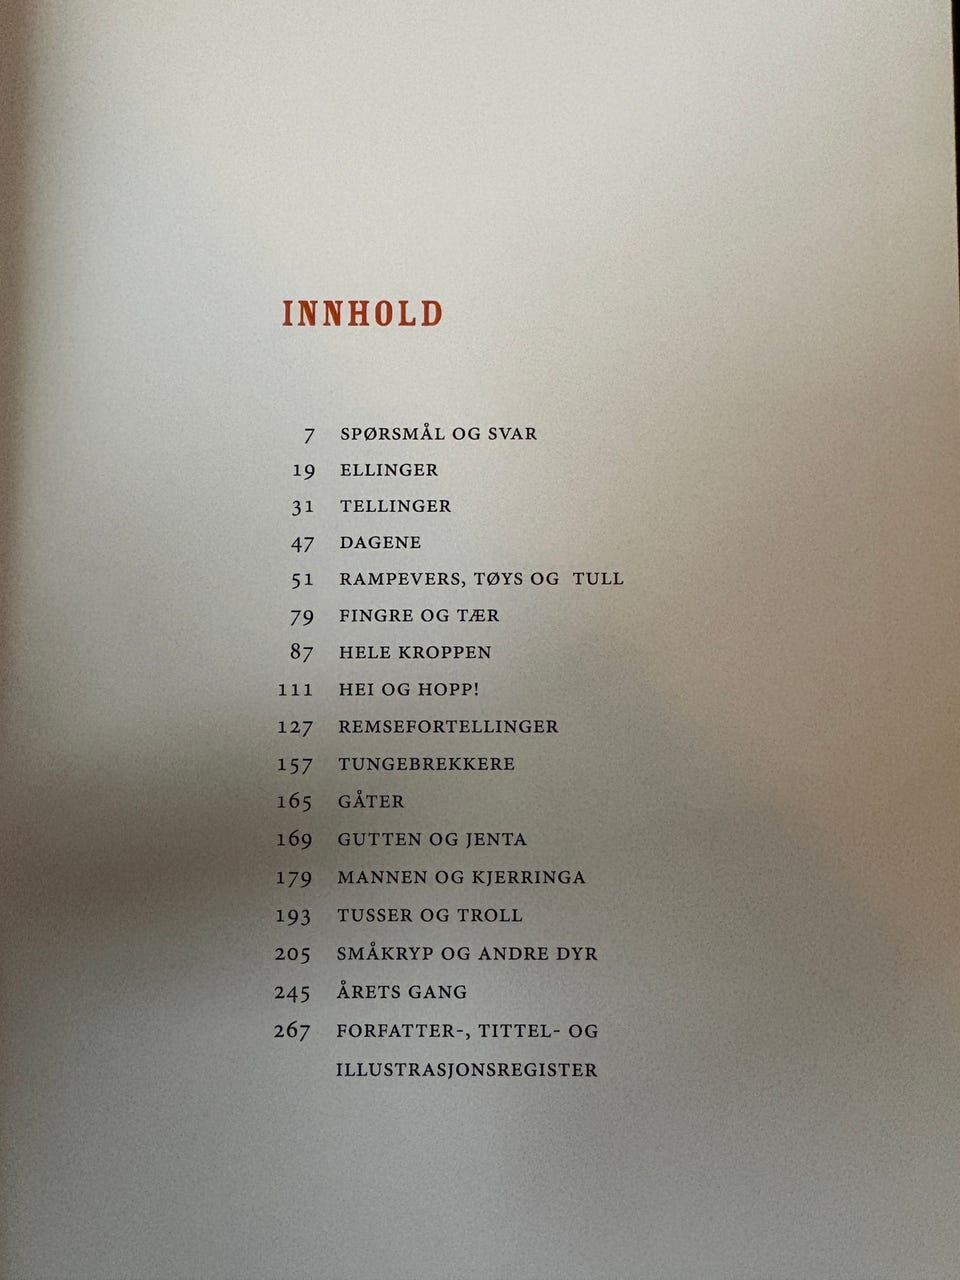 INNHOLD
7 SPØRSMÅL OG SVAR
19 ELLINGER
31 TELLINGER
47 DAGENE
51 RAMPEVERS, TØYS OG TULL
79 FINGRE OG TÆR
87 HELE KROPPEN
111 HEI OG HOPP!
127 REMSEFORTELLINGER
157 TUNGEBREKKERE
165 GÅTER
169 GUTTEN OG JENTA
179 MANNEN OG KJERRINGA
193 TUSSER OG TROLL
205 SMÅKRYP OG ANDRE DYR
245 ÅRETS GANG
267 FORFATTER-, TITTEL- OG
ILLUSTRASJONSREGISTER